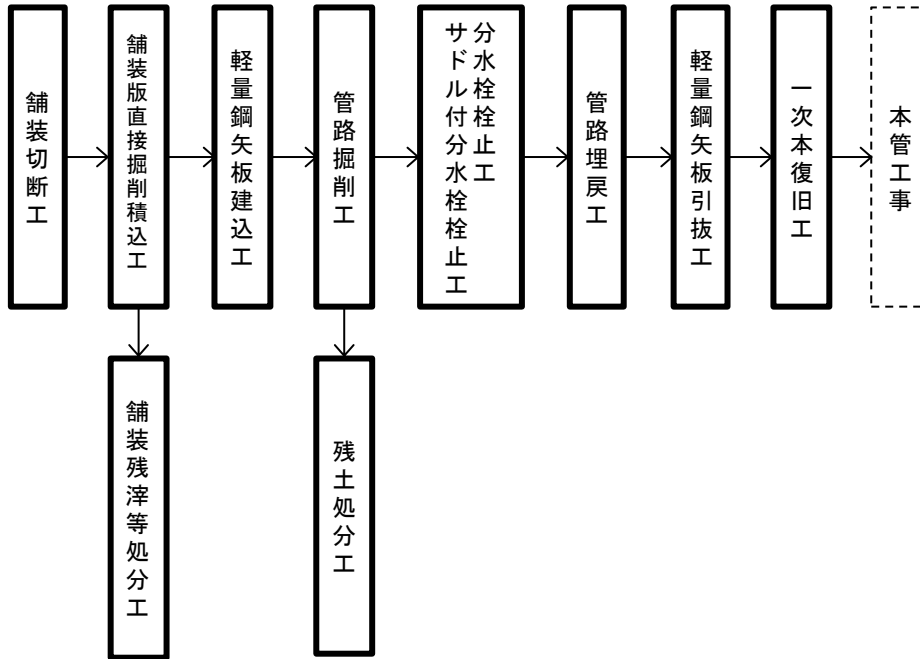 舗装切断工
舗装版直接掘削積込工
軽量鋼矢板建込工
管路掘削工
分水栓栓止工
サドル付分水栓栓止工
管路埋戻工
軽量鋼矢板引抜工
一次本復旧工
本管工事
舗装残滓等処分工
残土処分工